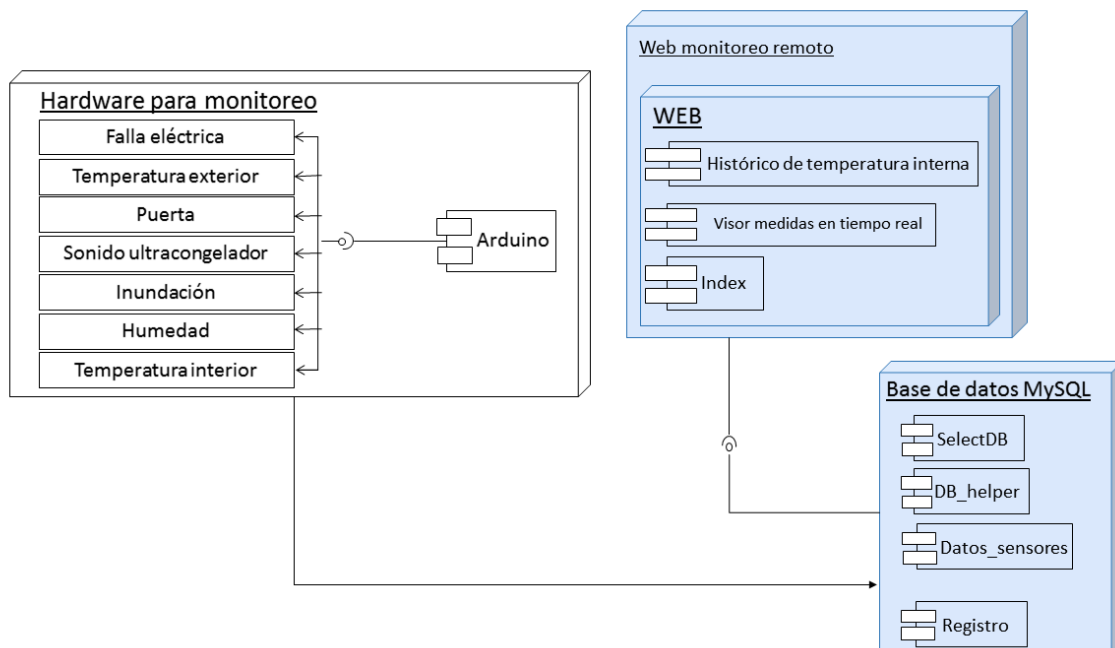 Hardware para monitoreo
Falla eléctrica
Temperatura exterior
Puerta
Sonido ultracongelador
Inundación
Humedad
Temperatura interior
Arduino
Web monitoreo remoto
WEB
Histórico de temperatura interna
Visor medidas en tiempo real
Index
Base de datos MySQL
SelectDB
DB_helper
Datos_sensores
Registro